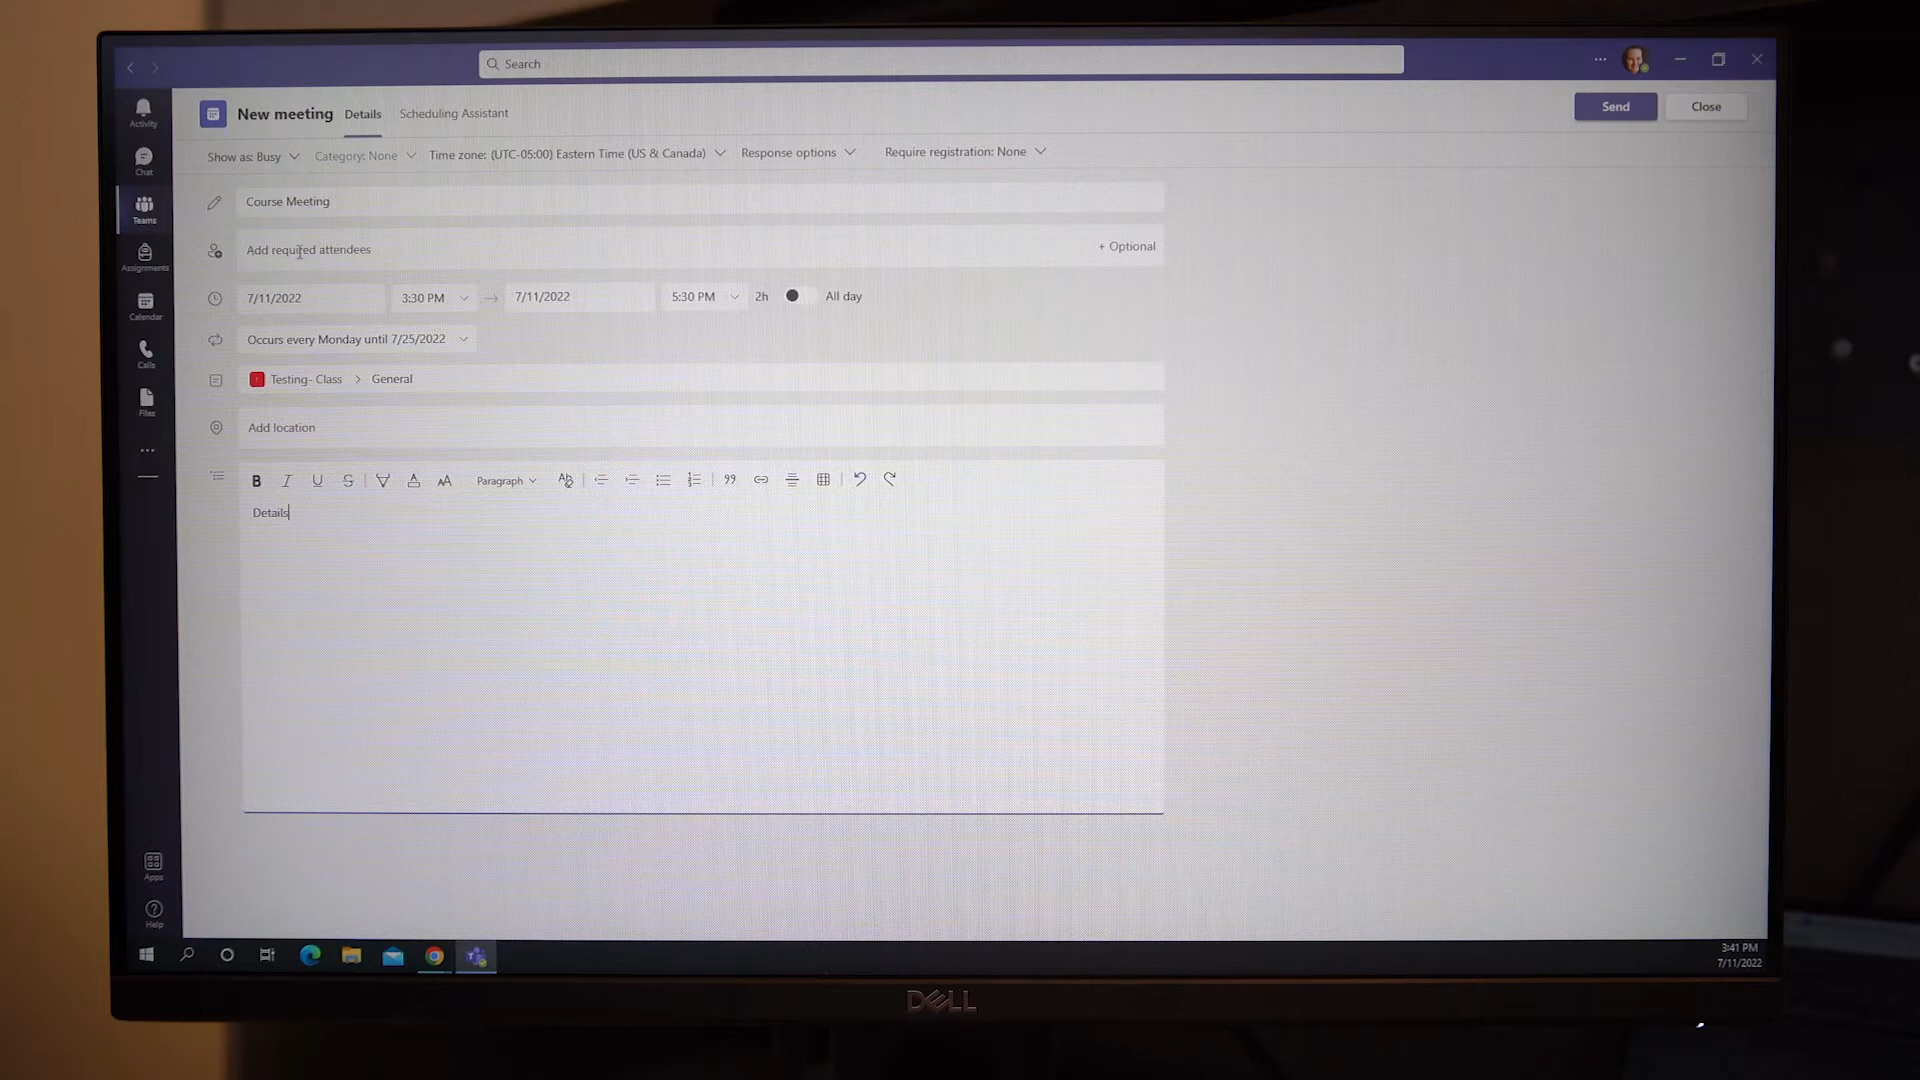 Search
Activity
Chat
Teams
Assignments
Calendar
Calls
Files
Apps
Help
New meeting Details Scheduling Assistant
Send Close
Show as: Busy Category: None Time zone: (UTC-05:00) Eastern Time (US & Canada) Response options Require registration: None
Course Meeting
Add required attendees + Optional
7/11/2022 3:30 PM → 7/11/2022 5:30 PM 2h All day
Occurs every Monday until 7/25/2022
Testing- Class > General
Add location
B I U S A AA Paragraph
Details
3:41 PM
7/11/2022
DELL